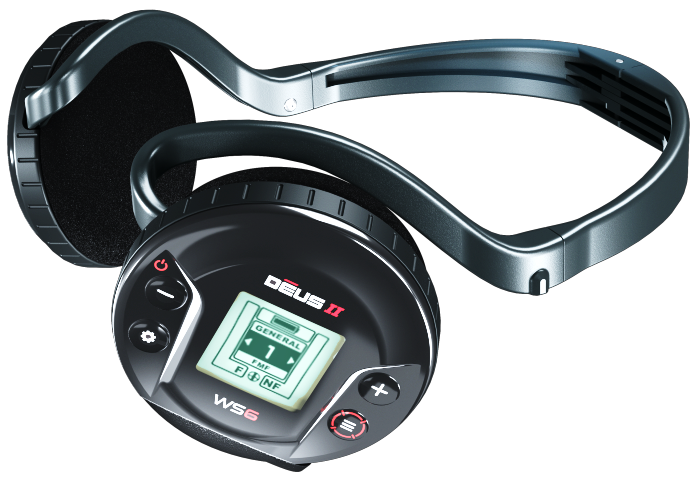 DEUS II
GENERAL
1
FMF
F NF
WS6